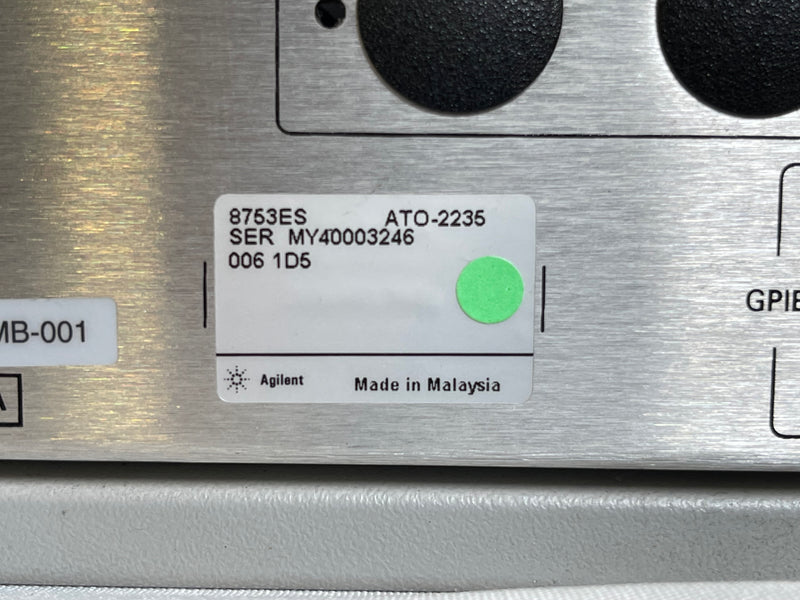 8753ES ATO-2235
SER MY40003246
006 1D5
Agilent Made in Malaysia
MB-001
A
GPIB